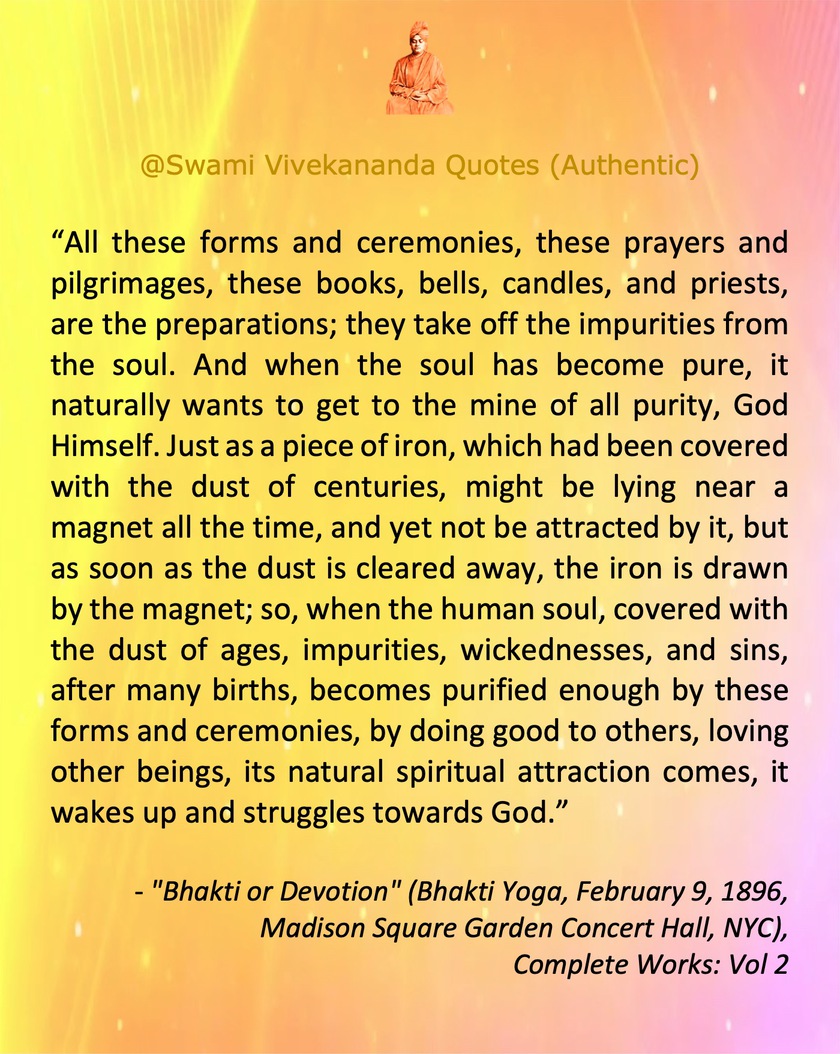 @Swami Vivekananda Quotes (Authentic)
“All these forms and ceremonies, these prayers and
pilgrimages, these books, bells, candles, and priests,
are the preparations; they take off the impurities from
the soul. And when the soul has become pure, it
naturally wants to get to the mine of all purity, God
Himself. Just as a piece of iron, which had been covered
with the dust of centuries, might be lying near a
magnet all the time, and yet not be attracted by it, but
as soon as the dust is cleared away, the iron is drawn
by the magnet; so, when the human soul, covered with
the dust of ages, impurities, wickednesses, and sins,
after many births, becomes purified enough by these
forms and ceremonies, by doing good to others, loving
other beings, its natural spiritual attraction comes, it
wakes up and struggles towards God.”
- "Bhakti or Devotion" (Bhakti Yoga, February 9, 1896,
Madison Square Garden Concert Hall, NYC),
Complete Works: Vol 2